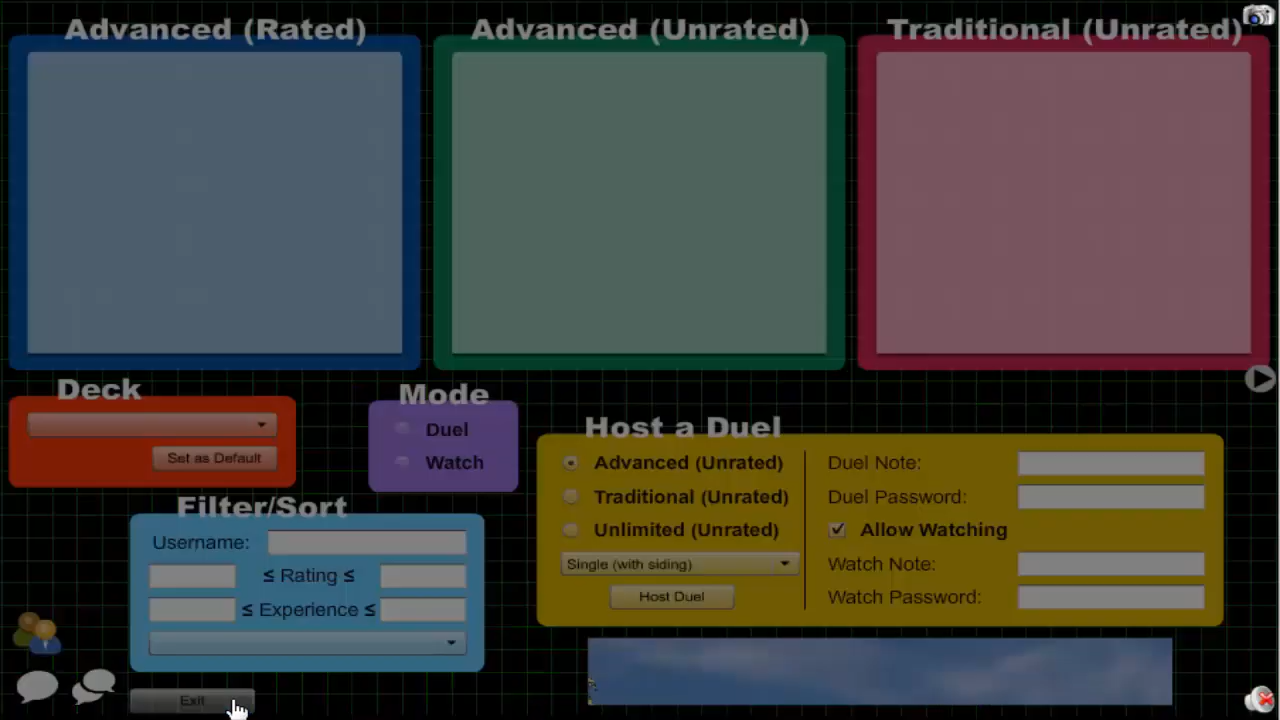 Advanced (Rated)
Advanced (Unrated)
Traditional (Unrated)
Deck
Set as Default
Mode
Duel
Watch
Filter/Sort
Username:
≤ Rating ≤
≤ Experience ≤
Exit
Host a Duel
Advanced (Unrated)
Traditional (Unrated)
Unlimited (Unrated)
Single (with siding)
Host Duel
Duel Note:
Duel Password:
Allow Watching
Watch Note:
Watch Password: